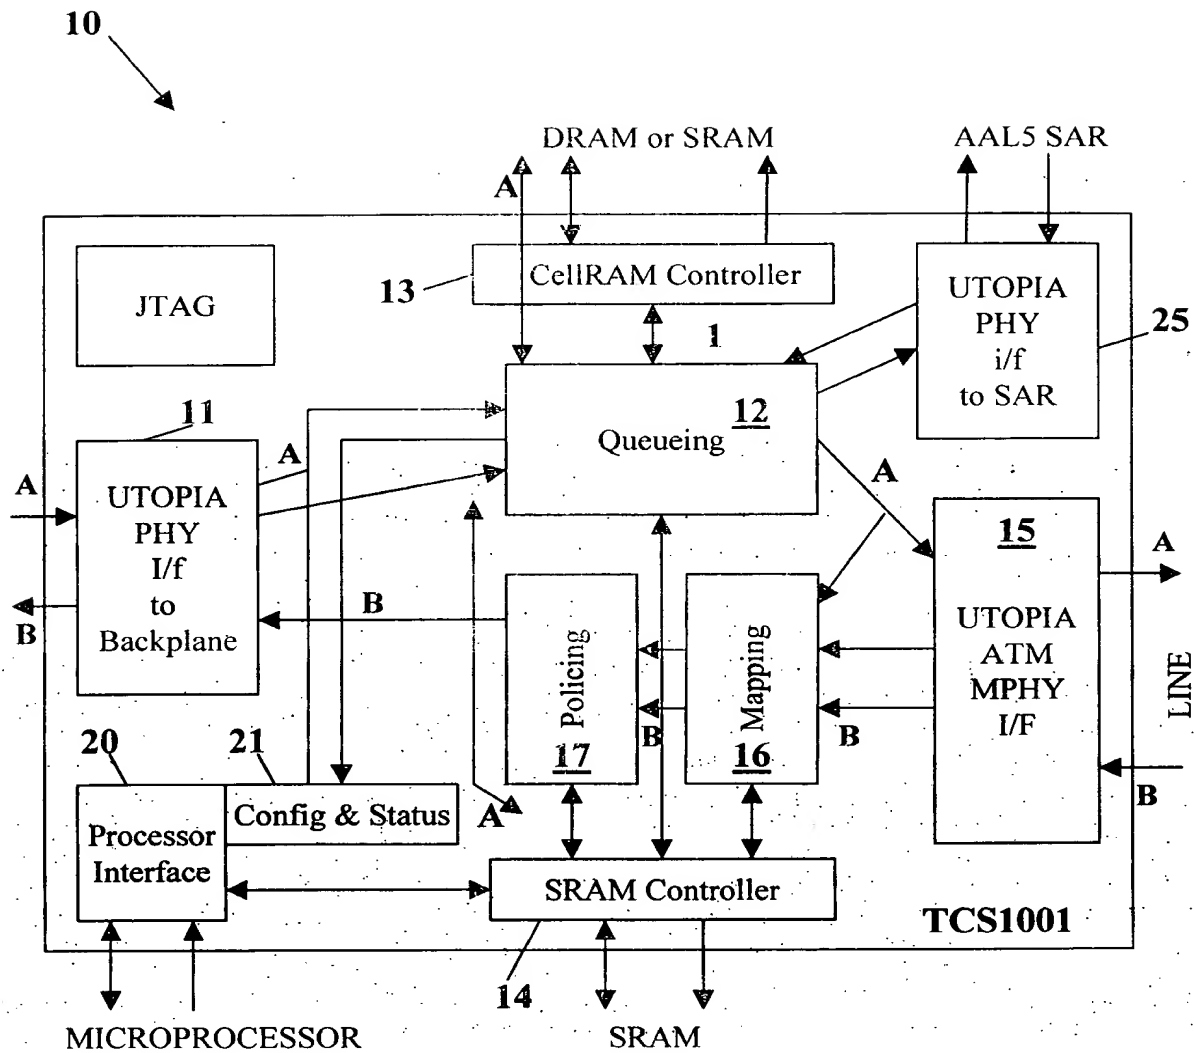 10
DRAM or SRAM
AAL5 SAR
A
JTAG
13
CellRAM Controller
UTOPIA
PHY
i/f
to SAR
25
1
11
12
Queueing
A
A
A
UTOPIA
PHY
I/f
to
Backplane
15
A
B
B
Policing
Mapping
UTOPIA
ATM
MPHY
I/F
LINE
B
B
17
16
20
21
A
B
Config & Status
Processor
Interface
SRAM Controller
TCS1001
14
MICROPROCESSOR
SRAM